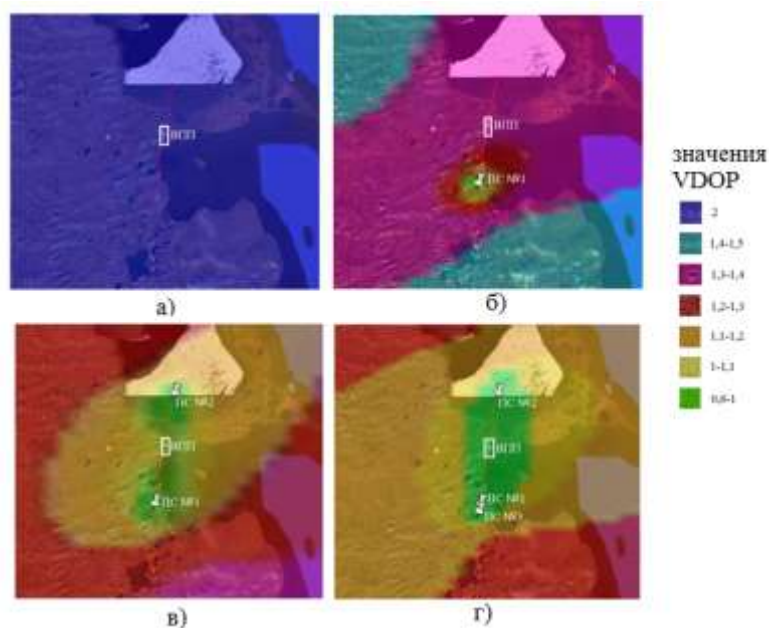 ВПП
а)
ВПП
ПС №1
б)
ПС №2
ВПП
ПС №1
в)
ПС №2
ВПП
ПС №1
ПС №3
г)
значения
VDOP
2
1,4-1,5
1,3-1,4
1,2-1,3
1,1-1,2
1-1,1
0,8-1